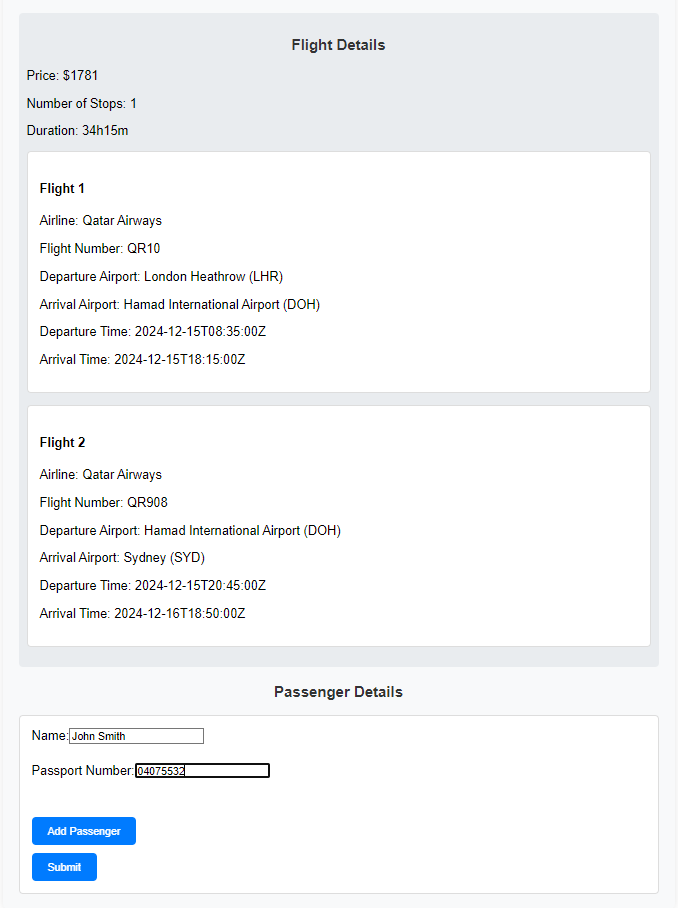 Flight Details
Price: $1781
Number of Stops: 1
Duration: 34h15m
Flight 1
Airline: Qatar Airways
Flight Number: QR10
Departure Airport: London Heathrow (LHR)
Arrival Airport: Hamad International Airport (DOH)
Departure Time: 2024-12-15T08:35:00Z
Arrival Time: 2024-12-15T18:15:00Z
Flight 2
Airline: Qatar Airways
Flight Number: QR908
Departure Airport: Hamad International Airport (DOH)
Arrival Airport: Sydney (SYD)
Departure Time: 2024-12-15T20:45:00Z
Arrival Time: 2024-12-16T18:50:00Z
Passenger Details
Name: John Smith
Passport Number: 04075532
Add Passenger
Submit